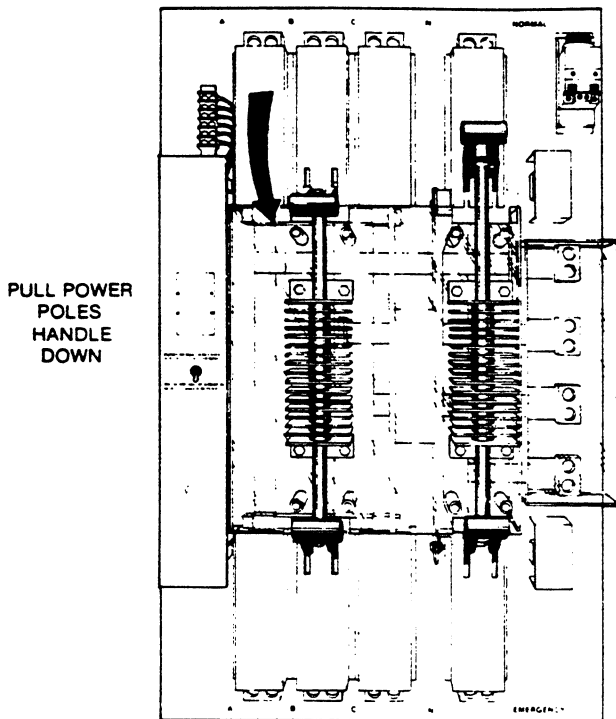 A B C N NORMAL
PULL POWER
POLES
HANDLE
DOWN
A B C N EMERGENCY